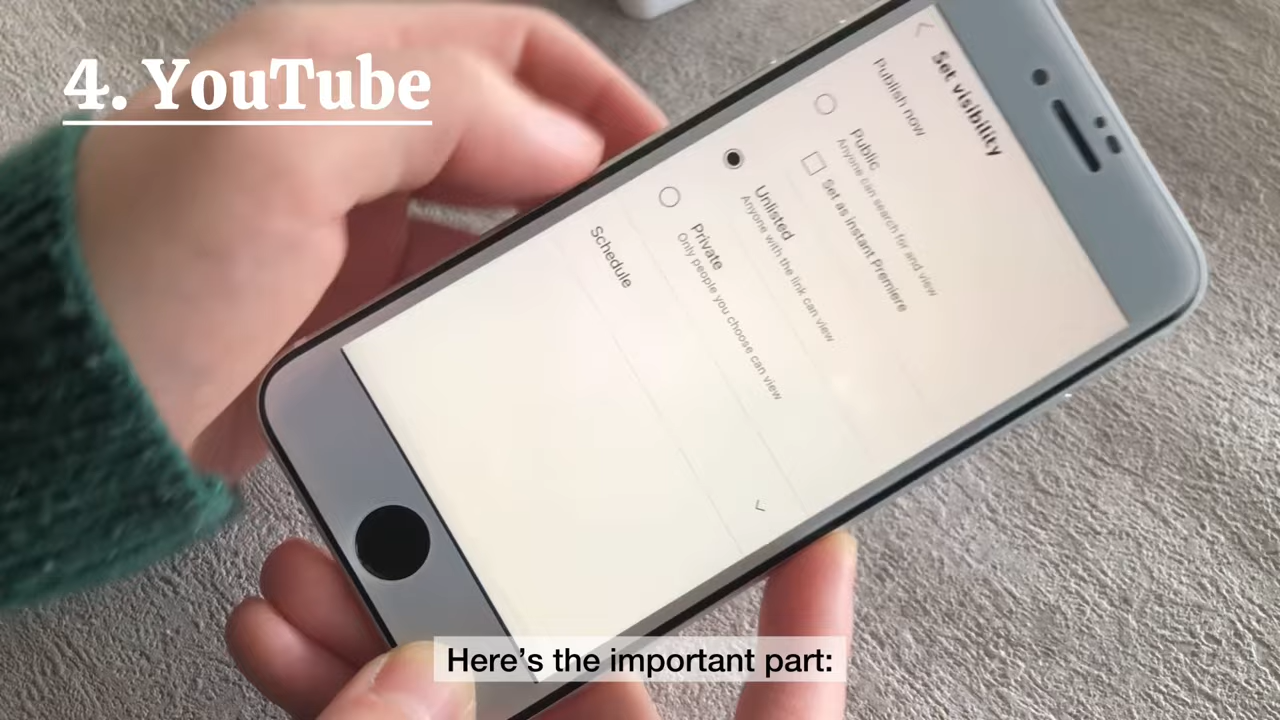 4. YouTube
Set visibility
Publish now
Public
Anyone can search for and view
Set as instant Premiere
Unlisted
Anyone with the link can view
Private
Only people you choose can view
Schedule
Here's the important part: